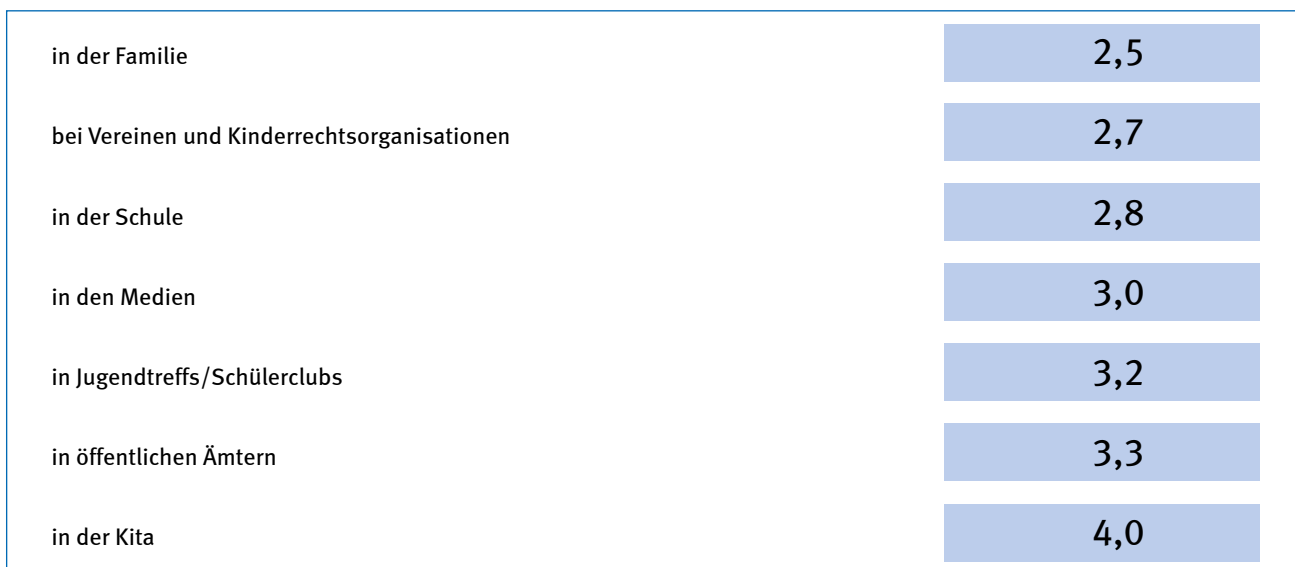 in der Familie 2,5
bei Vereinen und Kinderrechtsorganisationen 2,7
in der Schule 2,8
in den Medien 3,0
in Jugendtreffs/Schülerclubs 3,2
in öffentlichen Ämtern 3,3
in der Kita 4,0